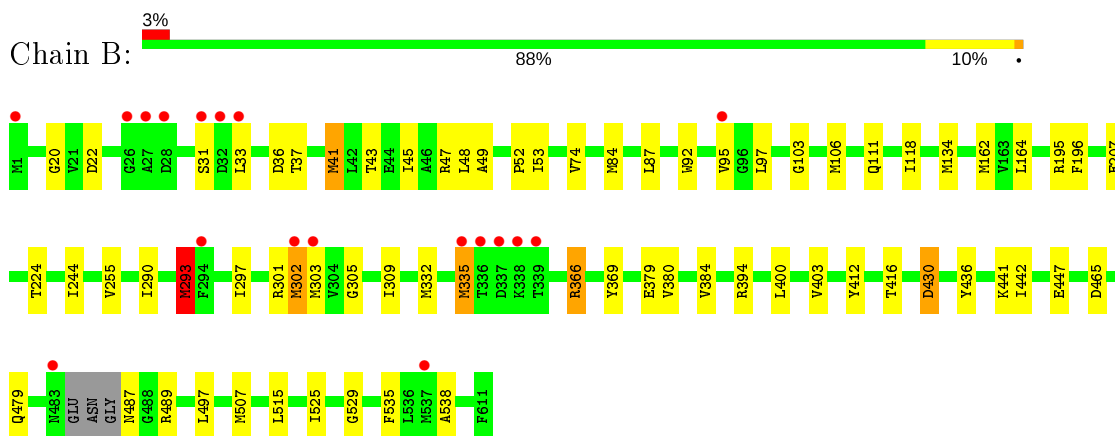 3%
Chain B:
88%
10%
M1 G20 V21 D22 G26 A27 D28 S31 D32 L33 D36 T37 M41 L42 T43 E44 I45 A46 R47 L48 A49 P52 I53 V74 M84 L87 W92 V95 G96 L97 G103 M106 Q111 I118 M134 M162 V163 L164 R195 F196
T224 I244 V255 I290 M293 F294 I297 R301 M302 M303 V304 G305 I309 M332 M335 T336 D337 K338 T339 R366 Y369 E379 V380 V384 R394 L400 V403 Y412 T416 D430 Y436 K441 I442 E447 D465
Q479 N483 GLU ASN GLY N487 G488 R489 L497 M507 L515 I525 G529 F535 L536 M537 A538 F611